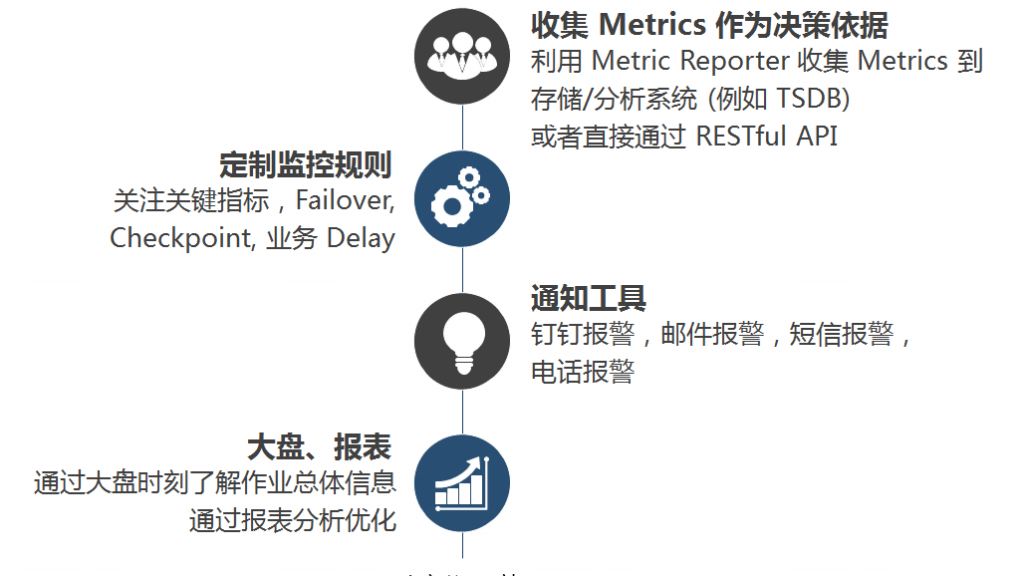 收集 Metrics 作为决策依据
利用 Metric Reporter 收集 Metrics 到
存储/分析系统 (例如 TSDB)
或者直接通过 RESTful API
定制监控规则
关注关键指标，Failover,
Checkpoint, 业务 Delay
通知工具
钉钉报警，邮件报警，短信报警，
电话报警
大盘、报表
通过大盘时刻了解作业总体信息
通过报表分析优化